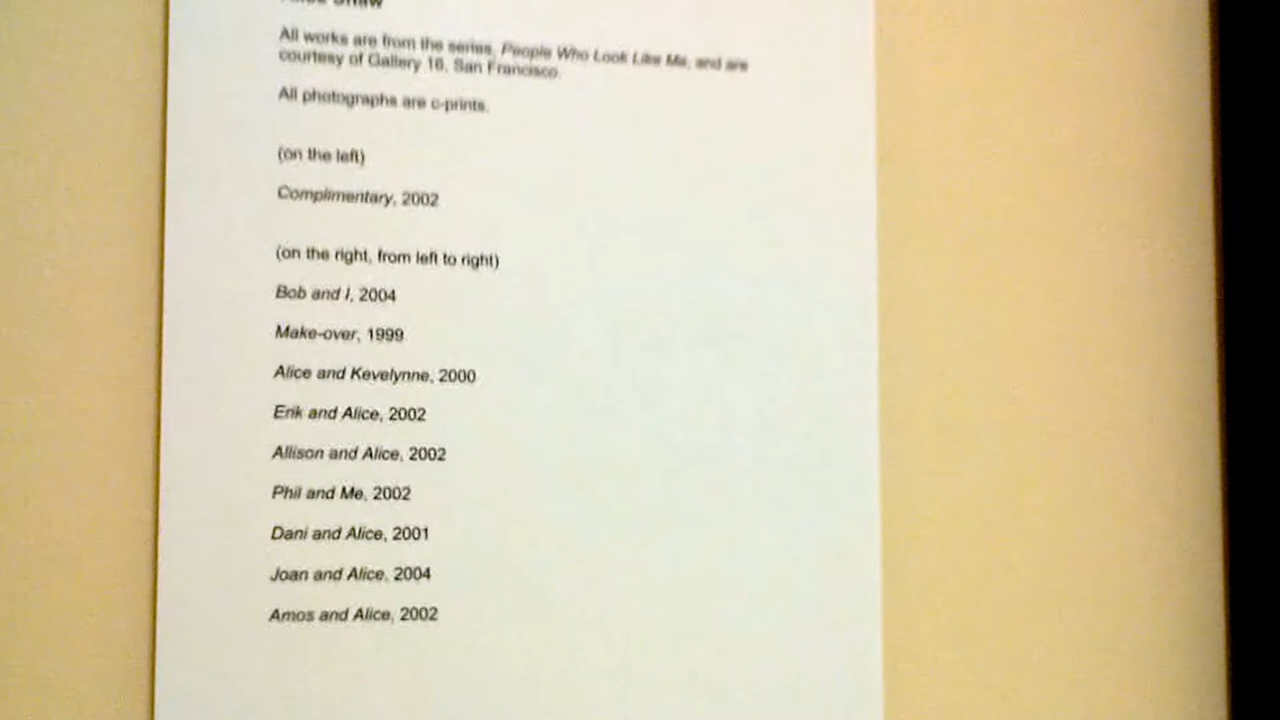 All works are from the series, People Who Look Like Me, and are
courtesy of Gallery 16, San Francisco.
All photographs are c-prints.
(on the left)
Complimentary, 2002
(on the right, from left to right)
Bob and I, 2004
Make-over, 1999
Alice and Kevelynne, 2000
Erik and Alice, 2002
Allison and Alice, 2002
Phil and Me, 2002
Dani and Alice, 2001
Joan and Alice, 2004
Amos and Alice, 2002